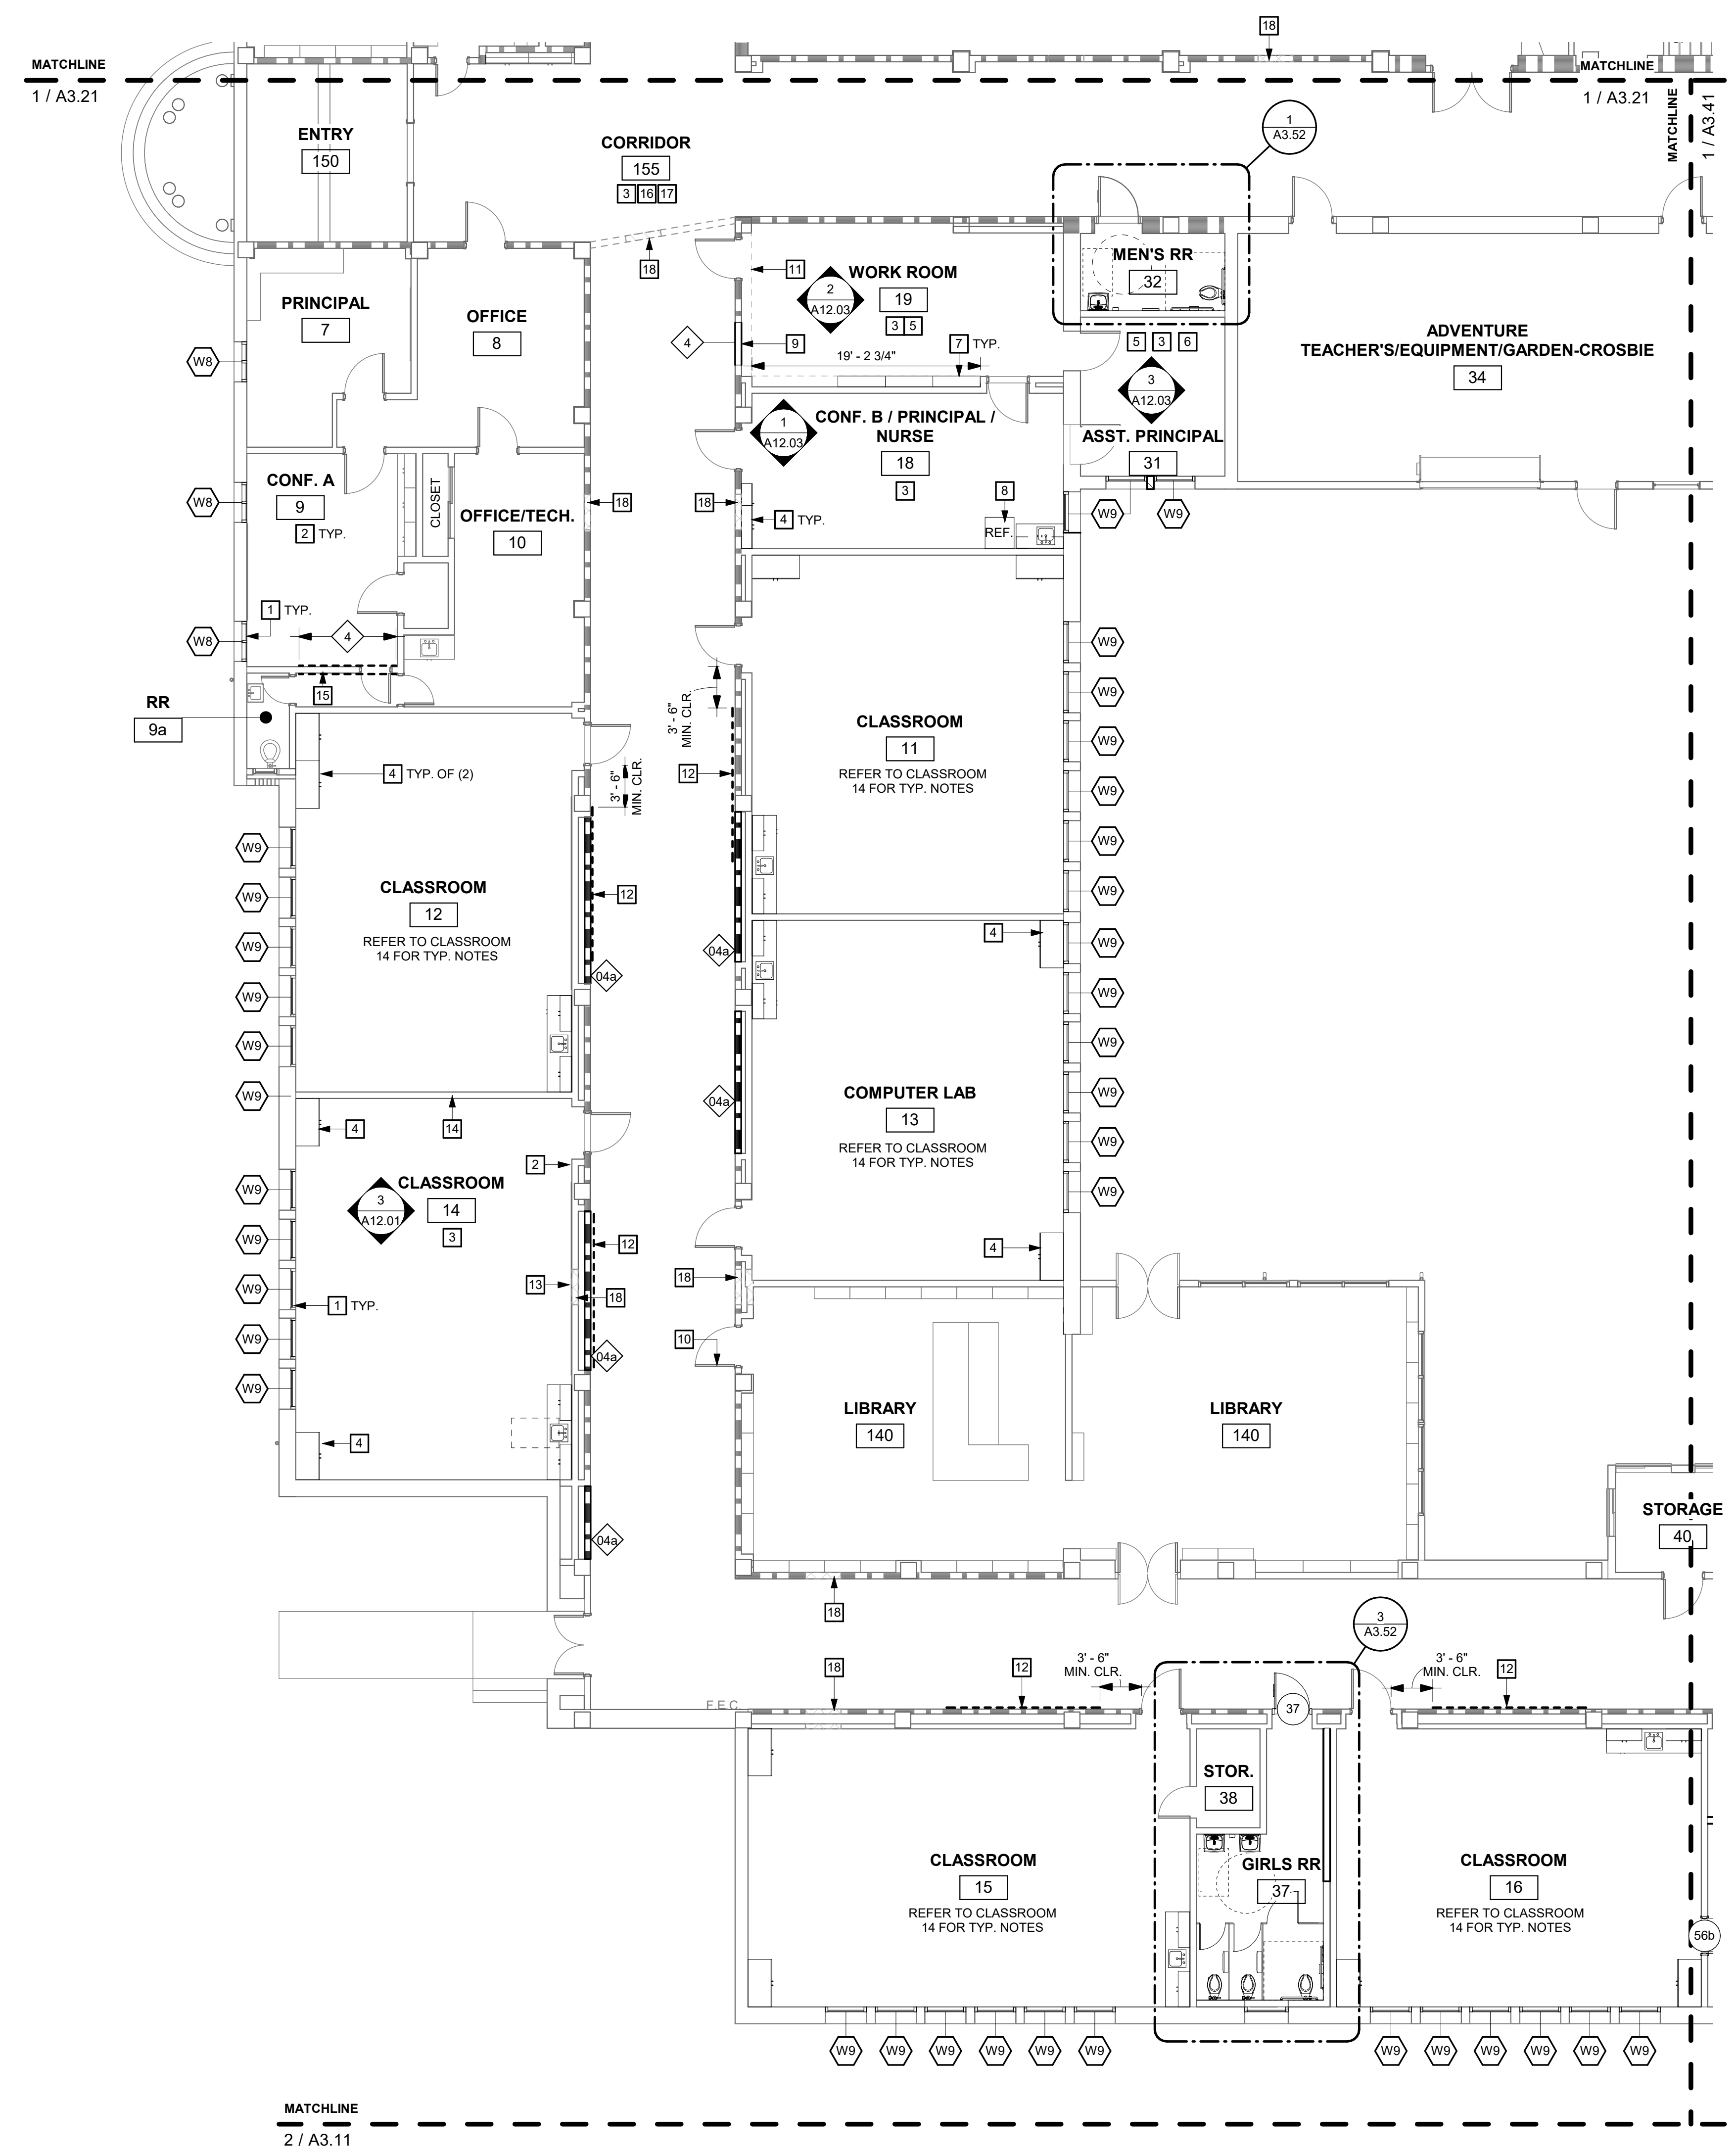 18
MATCHLINE
1 / A3.21
MATCHLINE
1 / A3.21
MATCHLINE
1 / A3.41
1
A3.52
ENTRY
150
CORRIDOR
155
3 16 17
18
11
2
A12.03
WORK ROOM
19
3 5
MEN'S RR
32
PRINCIPAL
7
OFFICE
8
W8
4
9
19' - 2 3/4"
7 TYP.
5 3 6
3
A12.03
ADVENTURE
TEACHER'S/EQUIPMENT/GARDEN-CROSBIE
34
1
A12.03
CONF. B / PRINCIPAL /
NURSE
18
3
ASST. PRINCIPAL
31
W8
CONF. A
9
2 TYP.
CLOSET
OFFICE/TECH.
10
18
18
4 TYP.
8
REF.
W9
W9
W8
1 TYP.
4
15
RR
9a
W9
W9
W9
W9
W9
W9
3' - 6"
MIN. CLR.
12
CLASSROOM
11
REFER TO CLASSROOM
14 FOR TYP. NOTES
4 TYP. OF (2)
3' - 6"
MIN. CLR.
W9
W9
W9
W9
W9
W9
CLASSROOM
12
REFER TO CLASSROOM
14 FOR TYP. NOTES
12
04a
04a
4
W9
W9
W9
W9
W9
W9
04a
COMPUTER LAB
13
REFER TO CLASSROOM
14 FOR TYP. NOTES
4
4
14
2
W9
W9
W9
W9
W9
3
A12.01
CLASSROOM
14
3
12
13
18
1 TYP.
04a
4
04a
18
10
LIBRARY
140
LIBRARY
140
STORAGE
40
18
3
A3.52
18
12
3' - 6"
MIN. CLR.
3' - 6"
MIN. CLR.
12
F.E.C.
37
STOR.
38
GIRLS RR
37
CLASSROOM
15
REFER TO CLASSROOM
14 FOR TYP. NOTES
CLASSROOM
16
REFER TO CLASSROOM
14 FOR TYP. NOTES
56b
W9
W9
W9
W9
W9
W9
W9
W9
W9
W9
W9
W9
MATCHLINE
2 / A3.11